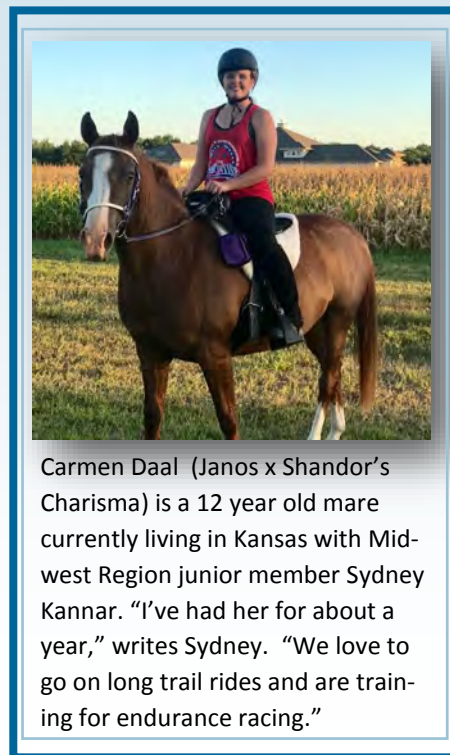 Carmen Daal  (Janos x Shandor’s
Charisma) is a 12 year old mare
currently living in Kansas with Mid-
west Region junior member Sydney
Kannar. “I’ve had her for about a
year,” writes Sydney.  “We love to
go on long trail rides and are train-
ing for endurance racing.”